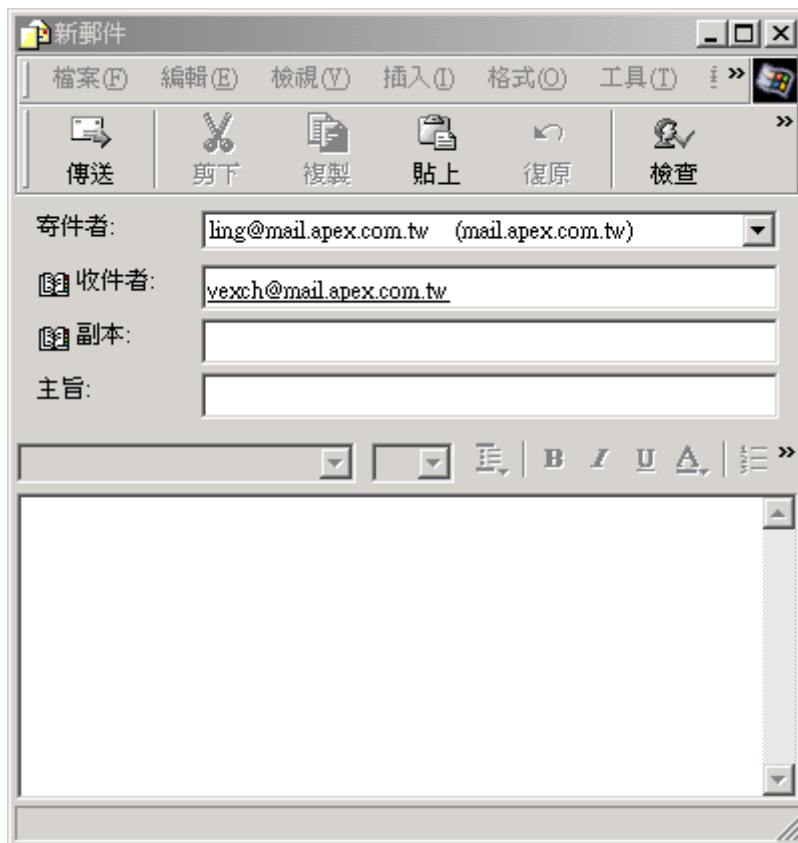 新郵件
檔案(F) 編輯(E) 檢視(V) 插入(I) 格式(O) 工具(T) »
傳送 剪下 複製 貼上 復原 檢查 »
寄件者: ling@mail.apex.com.tw (mail.apex.com.tw)
收件者: vexch@mail.apex.com.tw
副本:
主旨:
B I U A »